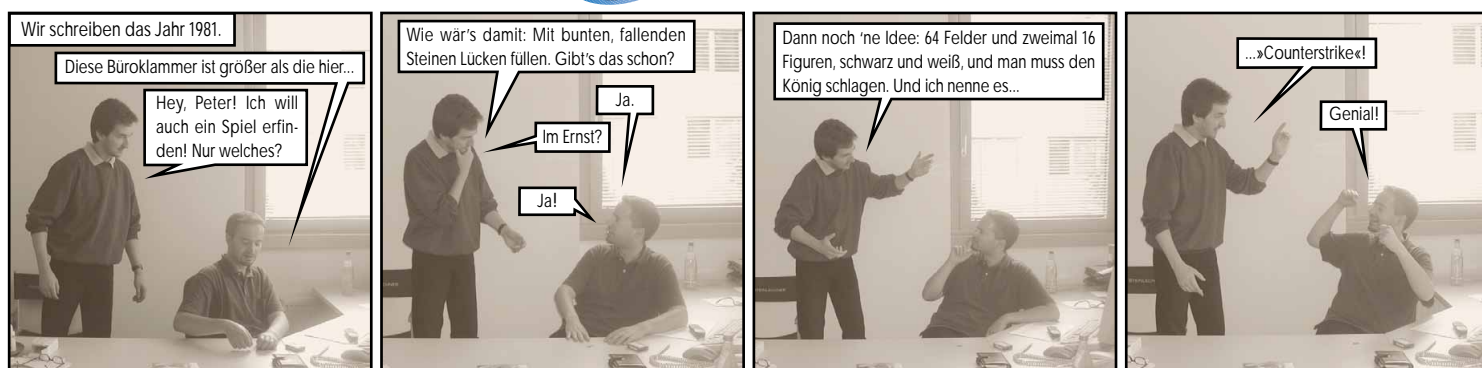 Wir schreiben das Jahr 1981.
Diese Büroklammer ist größer als die hier...
Hey, Peter! Ich will
auch ein Spiel erfin-
den! Nur welches?
Wie wär's damit: Mit bunten, fallenden
Steinen Lücken füllen. Gibt's das schon?
Ja.
Im Ernst?
Ja!
Dann noch 'ne Idee: 64 Felder und zweimal 16
Figuren, schwarz und weiß, und man muss den
König schlagen. Und ich nenne es...
...»Counterstrike«!
Genial!